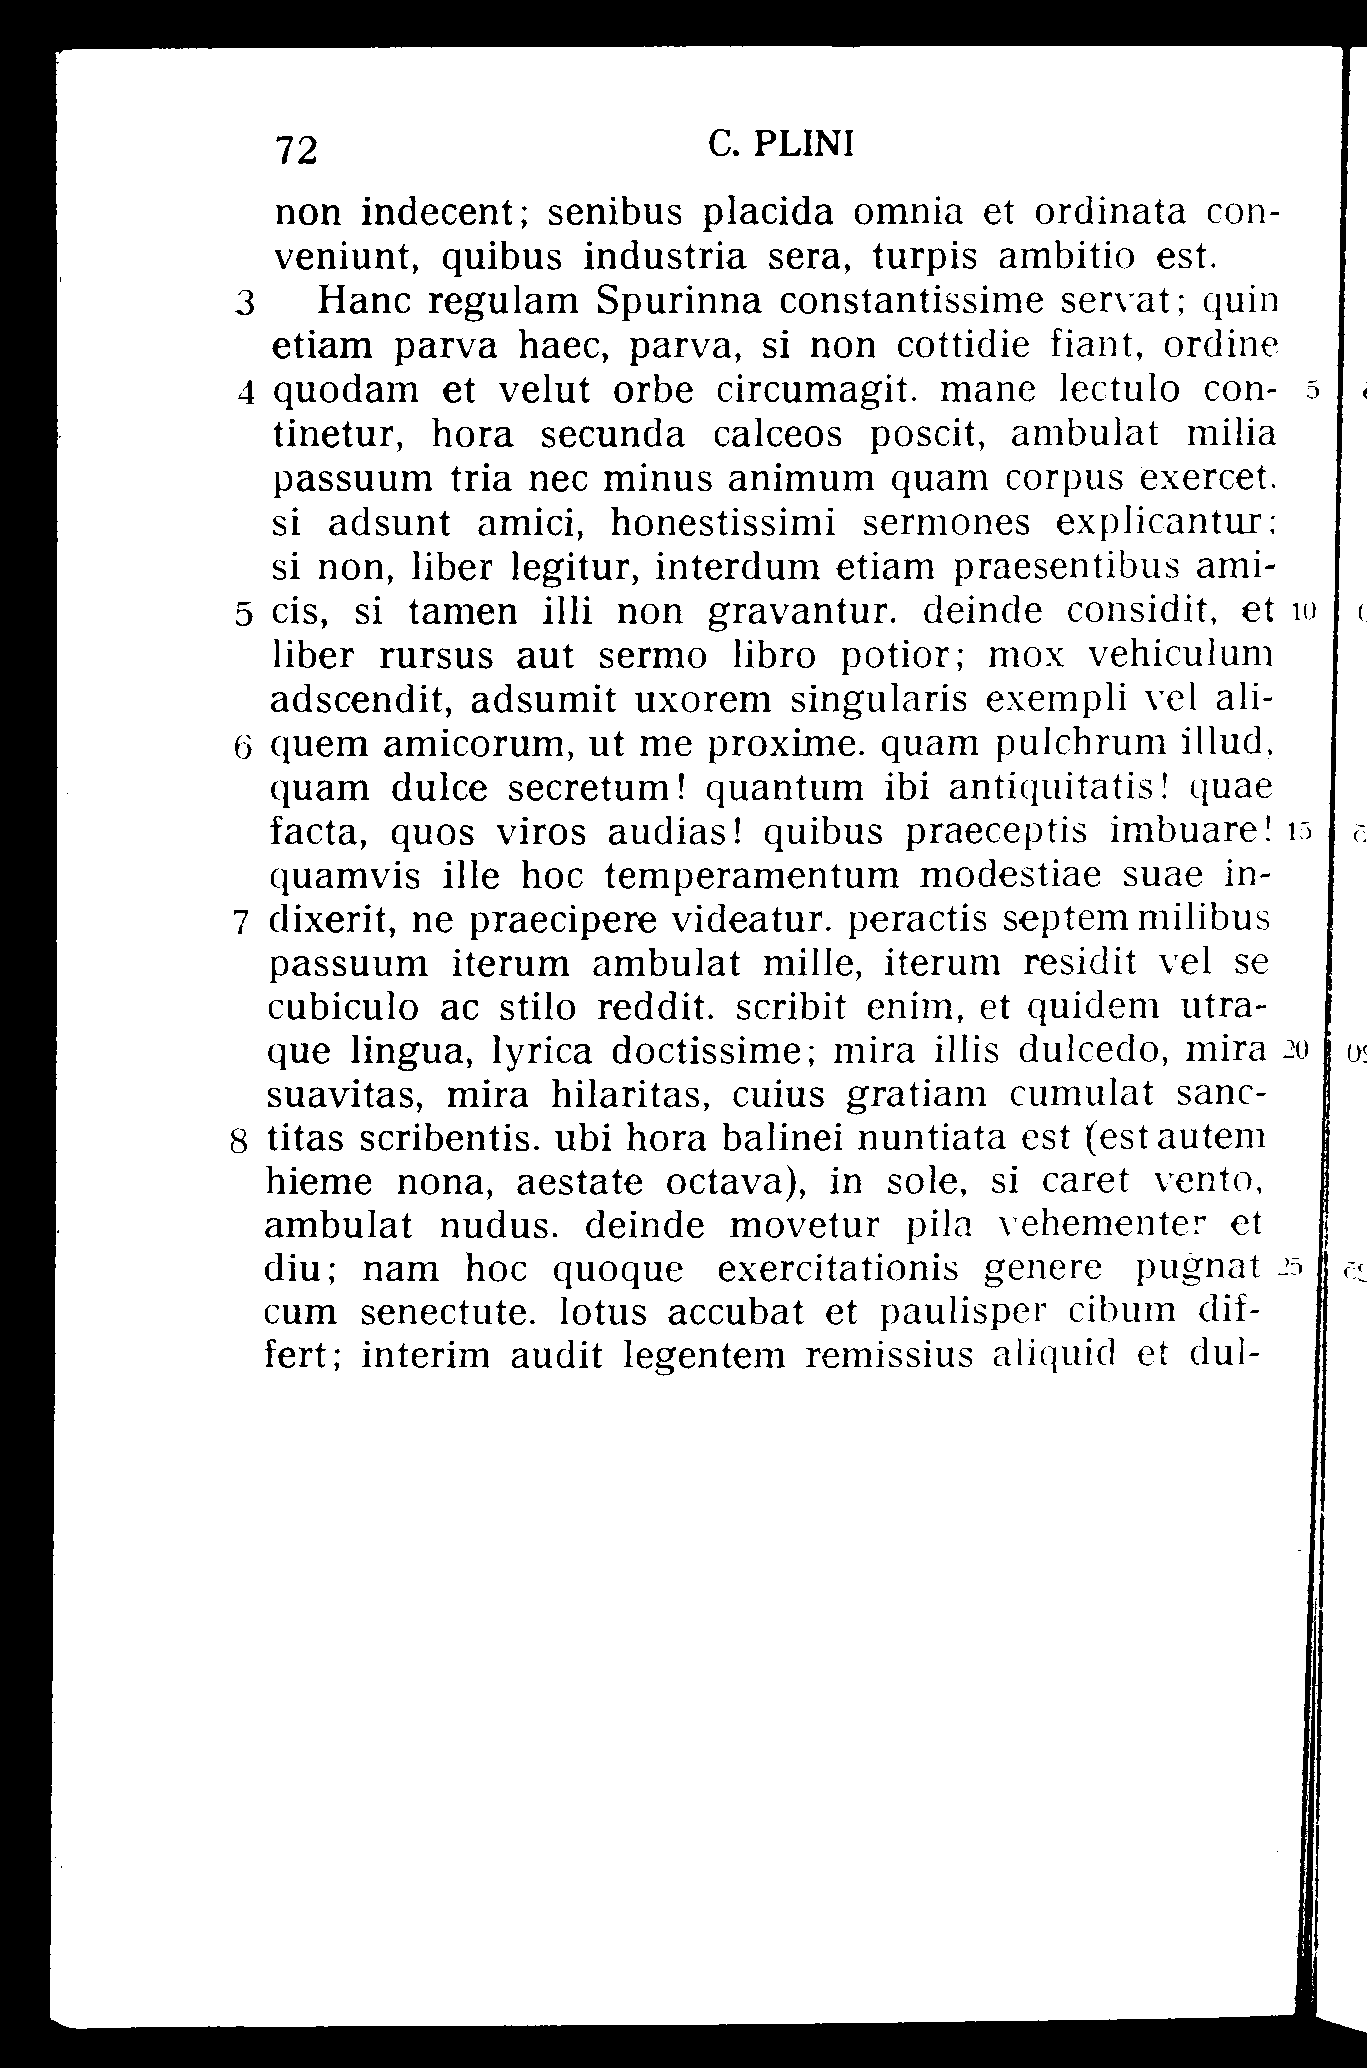 72 C. PLINI
non indecent; senibus placida omnia et ordinata con-
veniunt, quibus industria sera, turpis ambitio est.
3 Hanc regulam Spurinna constantissime servat; quin
etiam parva haec, parva, si non cottidie fiant, ordine
4 quodam et velut orbe circumagit. mane lectulo con- 5
tinetur, hora secunda calceos poscit, ambulat milia
passuum tria nec minus animum quam corpus exercet.
si adsunt amici, honestissimi sermones explicantur;
si non, liber legitur, interdum etiam praesentibus ami-
5 cis, si tamen illi non gravantur. deinde considit, et 10
liber rursus aut sermo libro potior; mox vehiculum
adscendit, adsumit uxorem singularis exempli vel ali-
6 quem amicorum, ut me proxime. quam pulchrum illud,
quam dulce secretum! quantum ibi antiquitatis! quae
facta, quos viros audias! quibus praeceptis imbuare! 15
quamvis ille hoc temperamentum modestiae suae in-
7 dixerit, ne praecipere videatur. peractis septem milibus
passuum iterum ambulat mille, iterum residit vel se
cubiculo ac stilo reddit. scribit enim, et quidem utra-
que lingua, lyrica doctissime; mira illis dulcedo, mira 20
suavitas, mira hilaritas, cuius gratiam cumulat sanc-
8 titas scribentis. ubi hora balinei nuntiata est (est autem
hieme nona, aestate octava), in sole, si caret vento,
ambulat nudus. deinde movetur pila vehementer et
diu; nam hoc quoque exercitationis genere pugnat 25
cum senectute. lotus accubat et paulisper cibum dif-
fert; interim audit legentem remissius aliquid et dul-